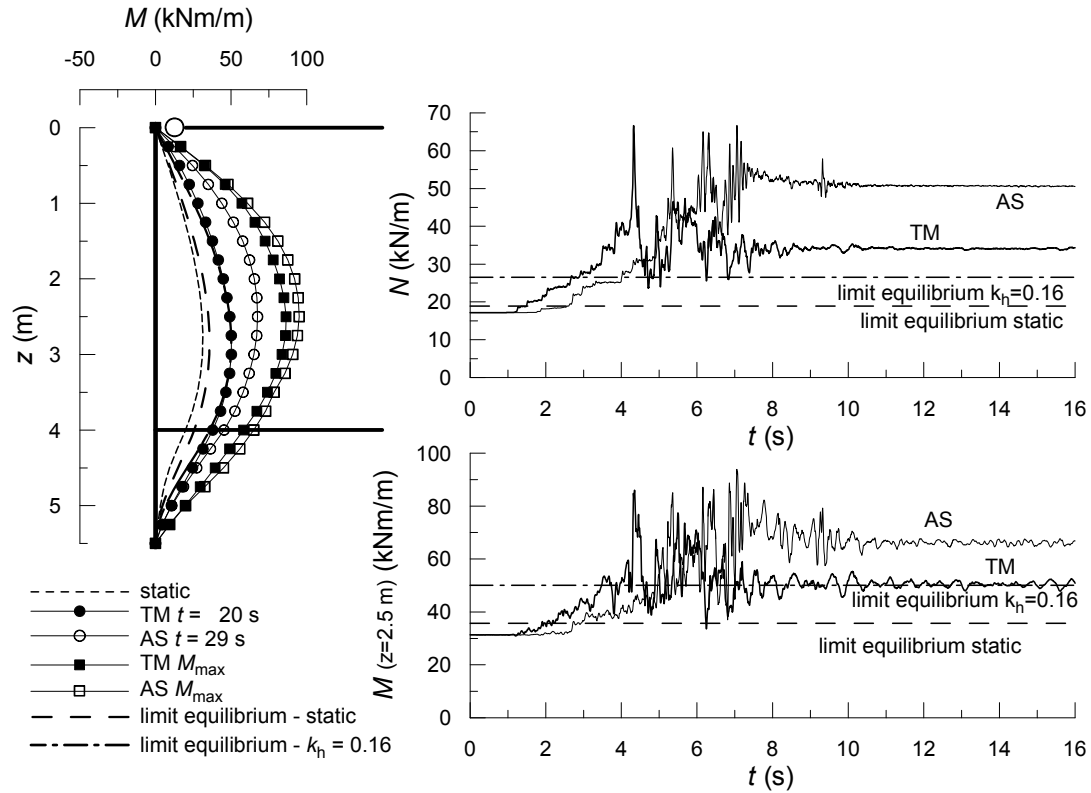 M (kNm/m)
-50 0 50 100
0
1
2
3
4
5
z (m)
static
TM t = 20 s
AS t = 29 s
TM Mmax
AS Mmax
limit equilibrium - static
limit equilibrium - kh = 0.16
70
60
50
40
30
20
10
0
N (kN/m)
AS
TM
limit equilibrium kh=0.16
limit equilibrium static
0 2 4 6 8 10 12 14 16
t (s)
100
80
60
40
20
0
M (z=2.5 m) (kNm/m)
AS
TM
limit equilibrium kh=0.16
limit equilibrium static
0 2 4 6 8 10 12 14 16
t (s)